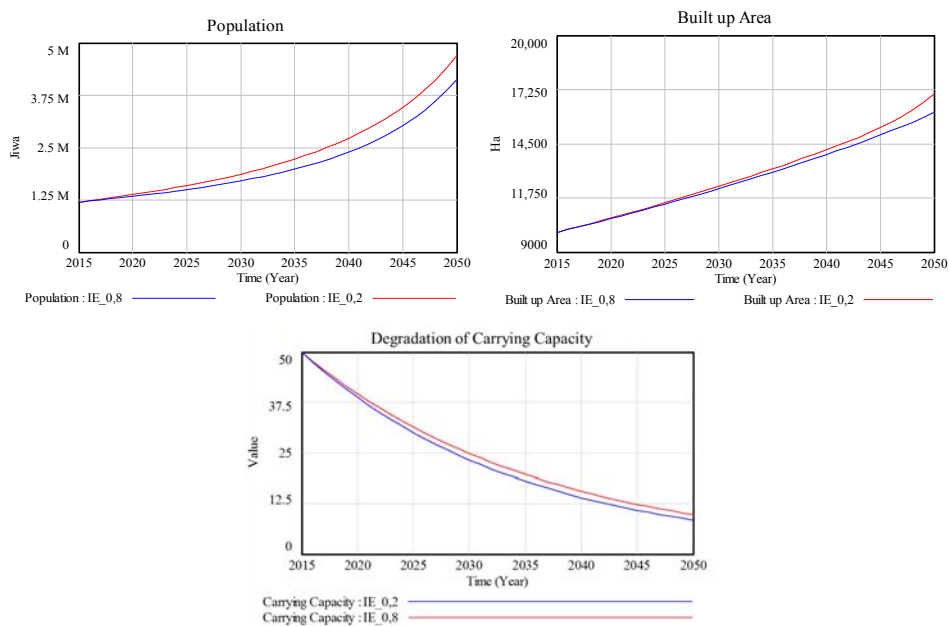 Population
5 M
3.75 M
2.5 M
1.25 M
0
Jiwa
2015 2020 2025 2030 2035 2040 2045 2050
Time (Year)
Population : IE_0,8 Population : IE_0,2
Built up Area
20,000
17,250
14,500
11,750
9000
Ha
2015 2020 2025 2030 2035 2040 2045 2050
Time (Year)
Built up Area : IE_0,8 Built up Area : IE_0,2
Degradation of Carrying Capacity
50
37.5
25
12.5
0
Value
2015 2020 2025 2030 2035 2040 2045 2050
Time (Year)
Carrying Capacity : IE_0,2
Carrying Capacity : IE_0,8